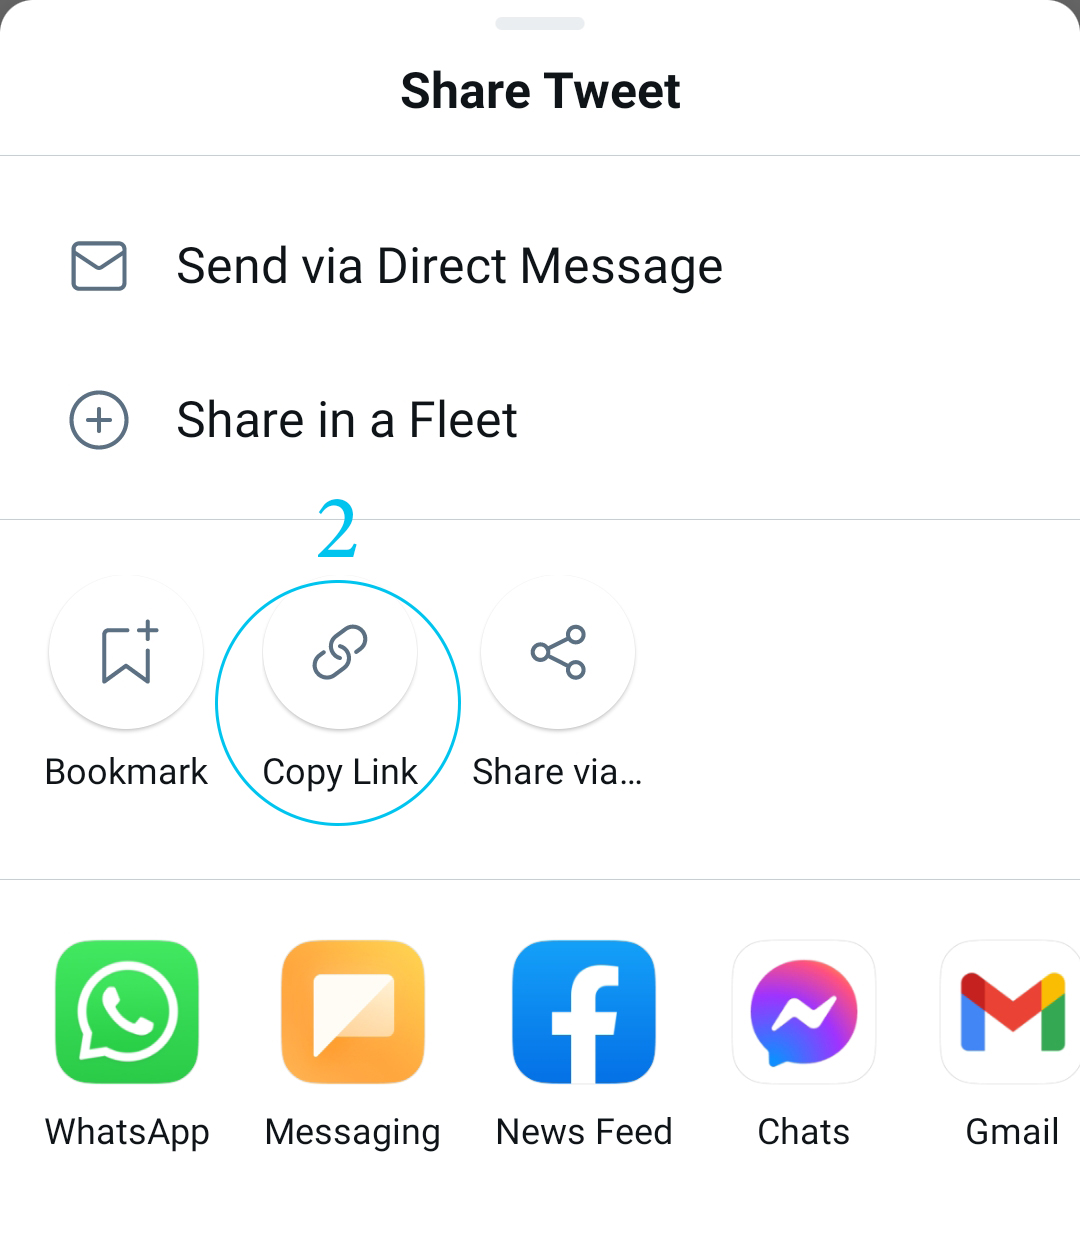 Share Tweet
Send via Direct Message
Share in a Fleet
2
Bookmark Copy Link Share via...
WhatsApp Messaging News Feed Chats Gmail